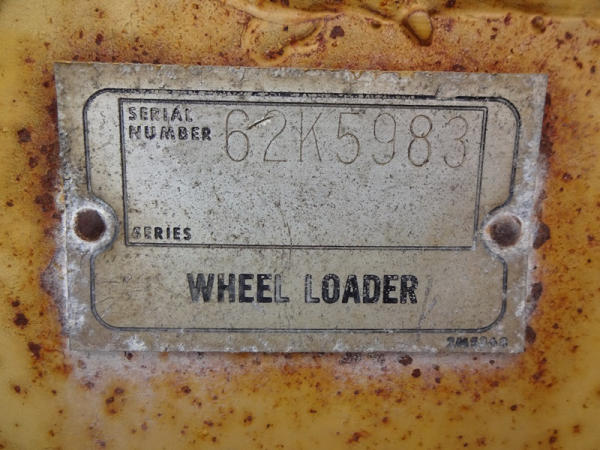 SERIAL
NUMBER 62K5983
SERIES
WHEEL LOADER